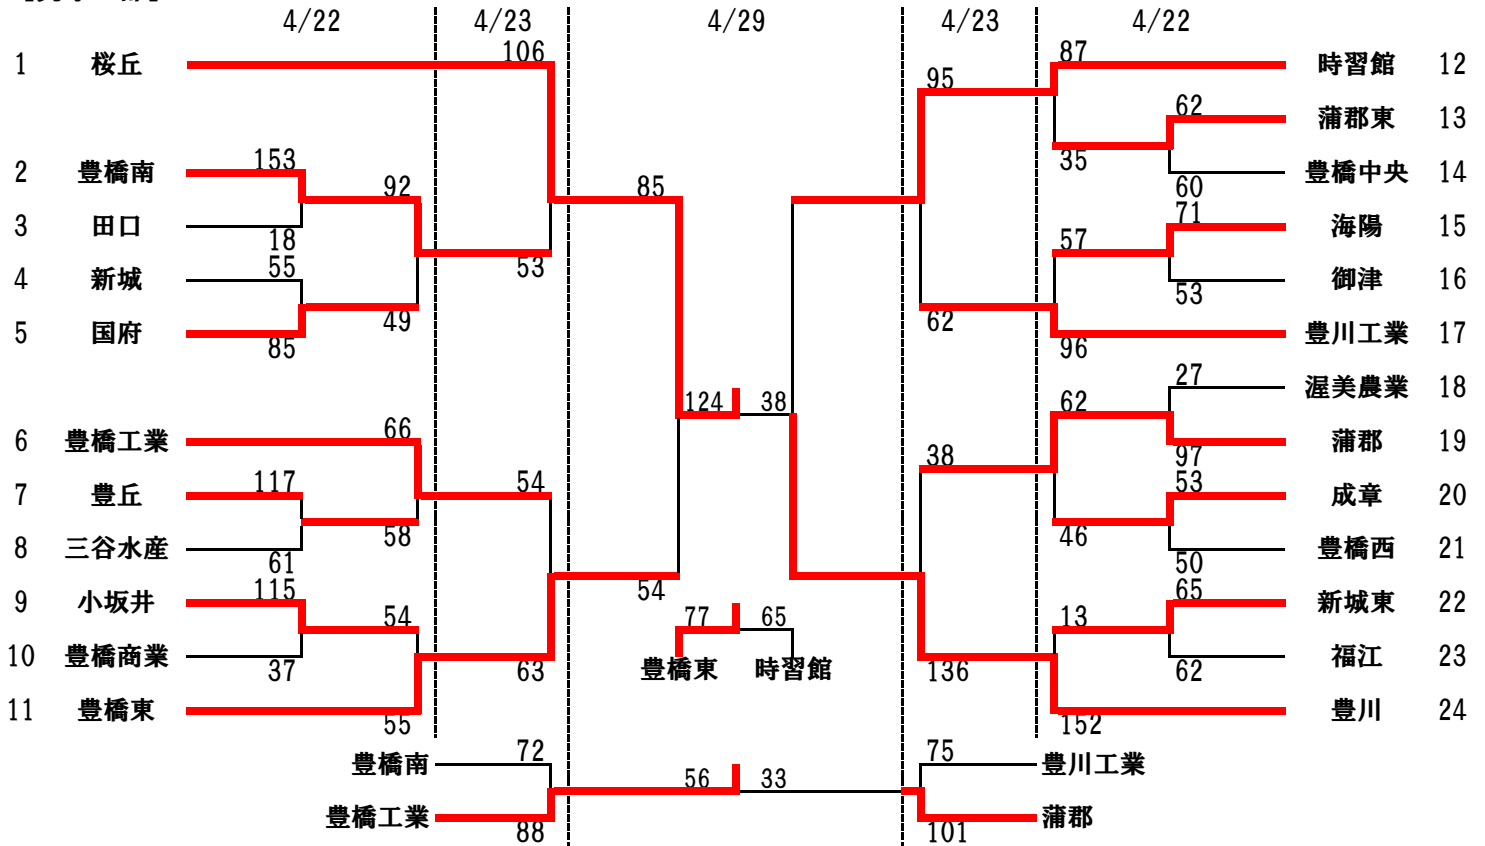 4/22 4/23 4/29 4/23 4/22
106 87
1 桜丘 時習館 12
95
62
蒲郡東 13
153 35
2 豊橋南 豊橋中央 14
92 85 60
71
3 田口 海陽 15
18 57
55 53
4 新城 御津 16
53
49 62
5 国府 豊川工業 17
85 96
27
渥美農業 18
124 38 62
66
6 豊橋工業 蒲郡 19
38 97
117 54 53
7 豊丘 成章 20
58 46
8 三谷水産 豊橋西 21
61 50
115 54 65
9 小坂井 新城東 22
54 77 65 13
10 豊橋商業 福江 23
37 63 豊橋東 時習館 136 62
11 豊橋東 豊川 24
55 152
72 75
豊橋南 豊川工業
56 33
豊橋工業 蒲郡
88 101